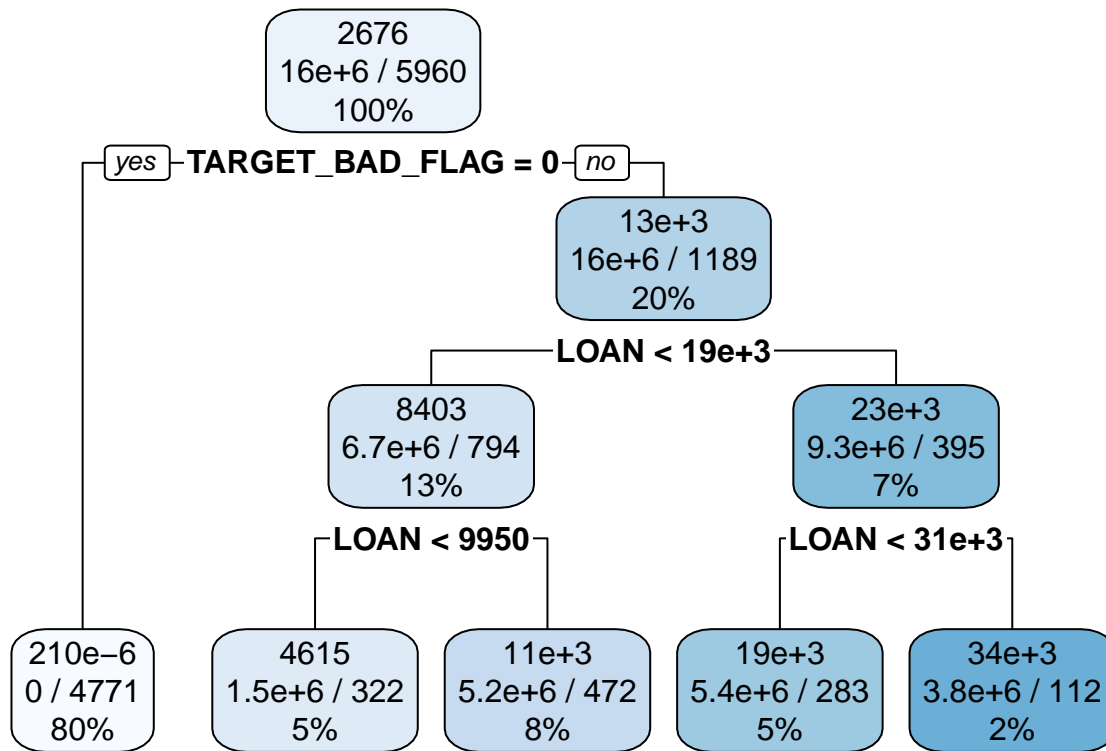 2676
16e+6 / 5960
100%
yes TARGET_BAD_FLAG = 0 no
13e+3
16e+6 / 1189
20%
LOAN < 19e+3
8403
6.7e+6 / 794
13%
23e+3
9.3e+6 / 395
7%
LOAN < 9950
LOAN < 31e+3
210e−6
0 / 4771
80%
4615
1.5e+6 / 322
5%
11e+3
5.2e+6 / 472
8%
19e+3
5.4e+6 / 283
5%
34e+3
3.8e+6 / 112
2%